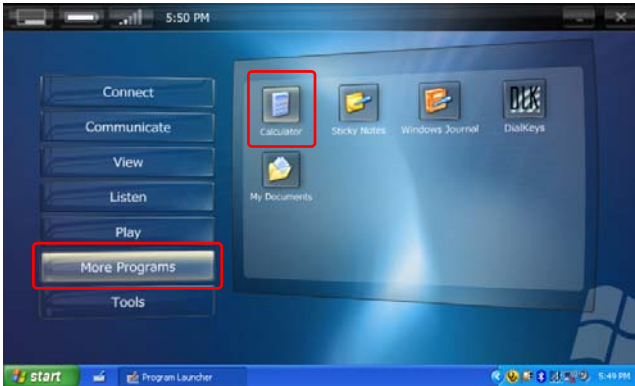 5:50 PM
Connect
Communicate
View
Listen
Play
More Programs
Tools
Calculator
Sticky Notes
Windows Journal
DLK
DialKeys
My Documents
start
Program Launcher
5:49 PM